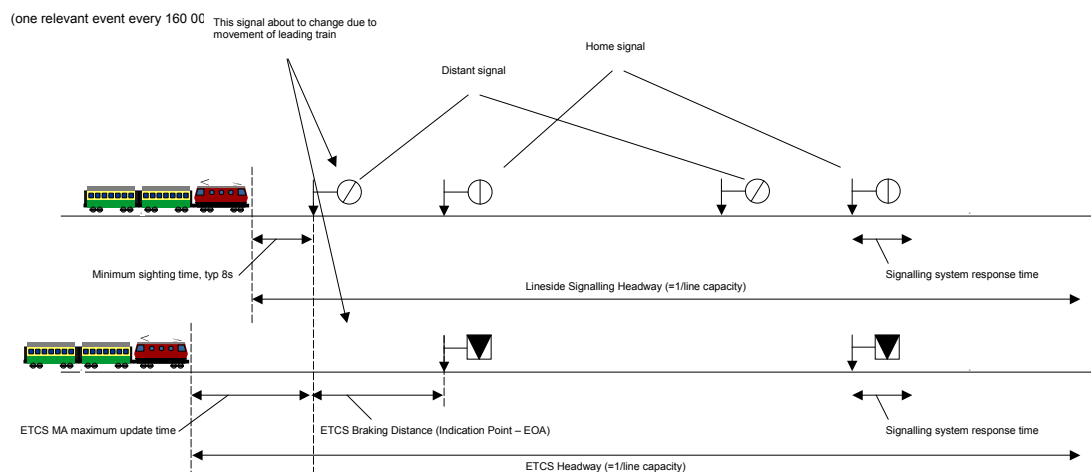 (one relevant event every 160 00
This signal about to change due to
movement of leading train
Home signal
Distant signal
Minimum sighting time, typ 8s
Signalling system response time
Lineside Signalling Headway (=1/line capacity)
ETCS MA maximum update time
ETCS Braking Distance (Indication Point – EOA)
Signalling system response time
ETCS Headway (=1/line capacity)